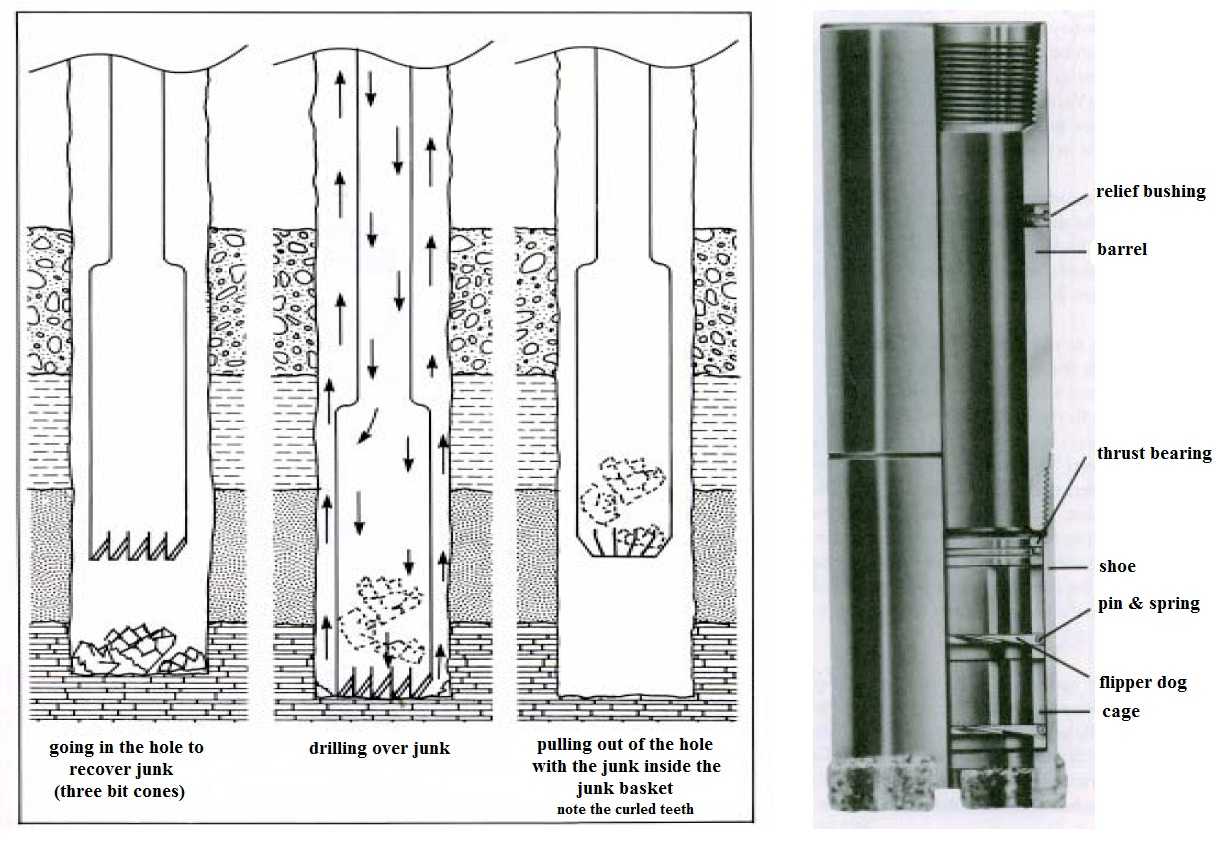 going in the hole to
recover junk
(three bit cones)
drilling over junk
pulling out of the hole
with the junk inside the
junk basket
note the curled teeth
relief bushing
barrel
thrust bearing
shoe
pin & spring
flipper dog
cage